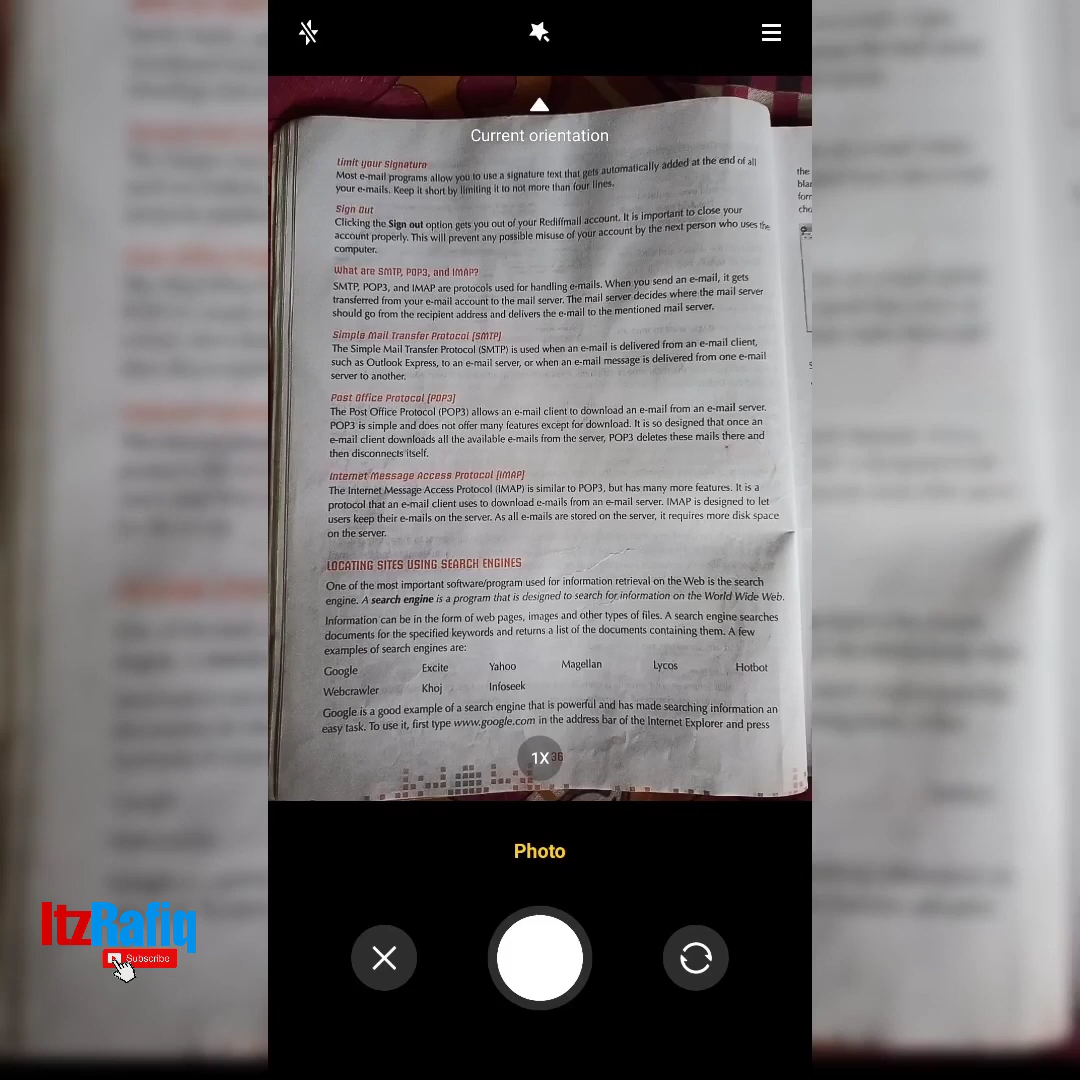 Current orientation
Limit your Signature
Most e-mail programs allow you to use a signature text that gets automatically added at the end of all
your e-mails. Keep it short by limiting it to not more than four lines.
Sign Out
Clicking the Sign out option gets you out of your Rediffmail account. It is important to close your
account properly. This will prevent any possible misuse of your account by the next person who uses the
computer.
What are SMTP, POP3, and IMAP?
SMTP, POP3, and IMAP are protocols used for handling e-mails. When you send an e-mail, it gets
transferred from your e-mail account to the mail server. The mail server decides where the mail server
should go from the recipient address and delivers the e-mail to the mentioned mail server.
Simple Mail Transfer Protocol (SMTP)
The Simple Mail Transfer Protocol (SMTP) is used when an e-mail is delivered from an e-mail client,
such as Outlook Express, to an e-mail server, or when an e-mail message is delivered from one e-mail
server to another.
Post Office Protocol (POP3)
The Post Office Protocol (POP3) allows an e-mail client to download an e-mail from an e-mail server.
POP3 is simple and does not offer many features except for download. It is so designed that once an
e-mail client downloads all the available e-mails from the server, POP3 deletes these mails there and
then disconnects itself.
Internet Message Access Protocol (IMAP)
The Internet Message Access Protocol (IMAP) is similar to POP3, but has many more features. It is a
protocol that an e-mail client uses to download e-mails from an e-mail server. IMAP is designed to let
users keep their e-mails on the server. As all e-mails are stored on the server, it requires more disk space
on the server.
LOCATING SITES USING SEARCH ENGINES
One of the most important software/program used for information retrieval on the Web is the search
engine. A search engine is a program that is designed to search for information on the World Wide Web.
Information can be in the form of web pages, images and other types of files. A search engine searches
documents for the specified keywords and returns a list of the documents containing them. A few
examples of search engines are:
Google Excite Yahoo Magellan Lycos Hotbot
Webcrawler Khoj Infoseek
Google is a good example of a search engine that is powerful and has made searching information an
easy task. To use it, first type www.google.com in the address bar of the Internet Explorer and press
1X 36
the
Photo
ItzRafiq
Subscribe